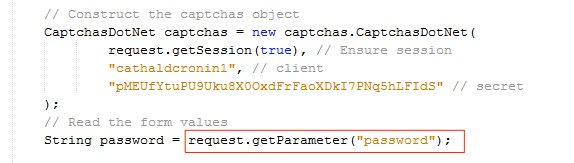 // Construct the captchas object
CaptchasDotNet captchas = new captchas.CaptchasDotNet(
request.getSession(true), // Ensure session
"cathaldcronin1", // client
"pMEUfYtuPU9Uku8X0OxdFrFaoXDkI7PNq5hLFIdS" // secret
);
// Read the form values
String password = request.getParameter("password");